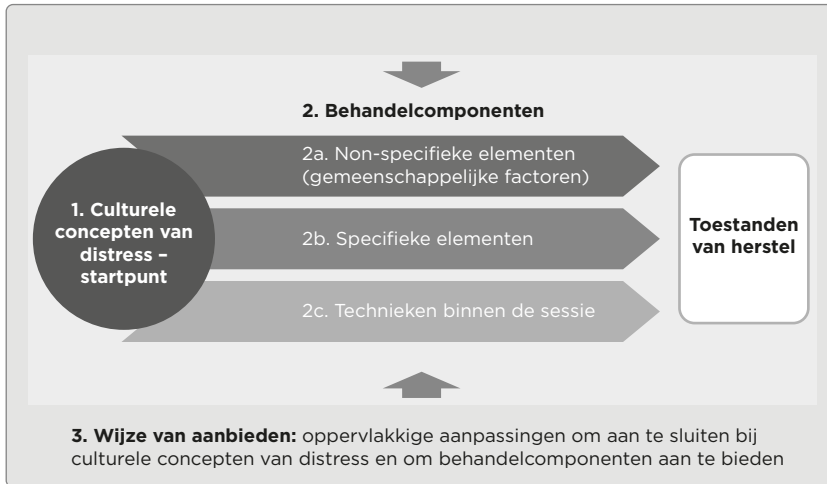 2. Behandelcomponenten
2a. Non-specifieke elementen
(gemeenschappelijke factoren)
1. Culturele
concepten van
distress –
startpunt
2b. Specifieke elementen
Toestanden
van herstel
2c. Technieken binnen de sessie
3. Wijze van aanbieden: oppervlakkige aanpassingen om aan te sluiten bij
culturele concepten van distress en om behandelcomponenten aan te bieden